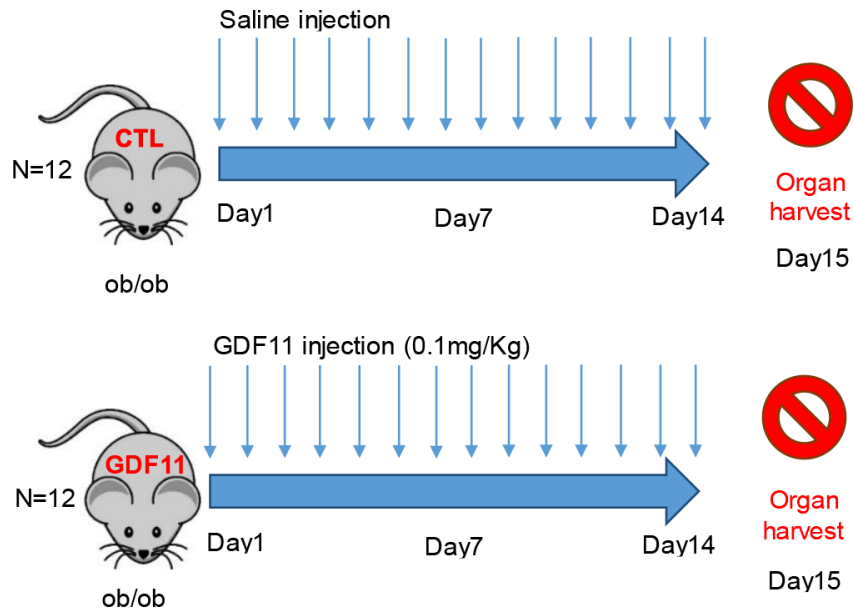 Saline injection
CTL
N=12
Day1
Day7
Day14
Organ
harvest
Day15
ob/ob
GDF11 injection (0.1mg/Kg)
GDF11
N=12
Day1
Day7
Day14
Organ
harvest
Day15
ob/ob